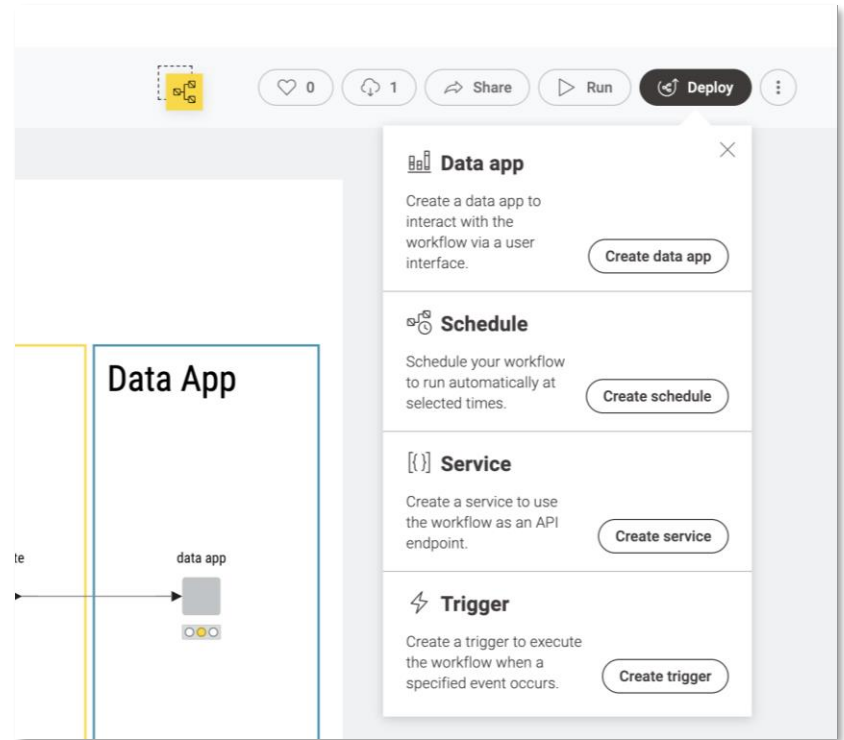 0
1
Share
Run
Deploy
Data app
Create a data app to
interact with the
workflow via a user
interface.
Create data app
Schedule
Schedule your workflow
to run automatically at
selected times.
Create schedule
Data App
[{}] Service
Create a service to use
the workflow as an API
endpoint.
Create service
te
data app
Trigger
Create a trigger to execute
the workflow when a
specified event occurs.
Create trigger